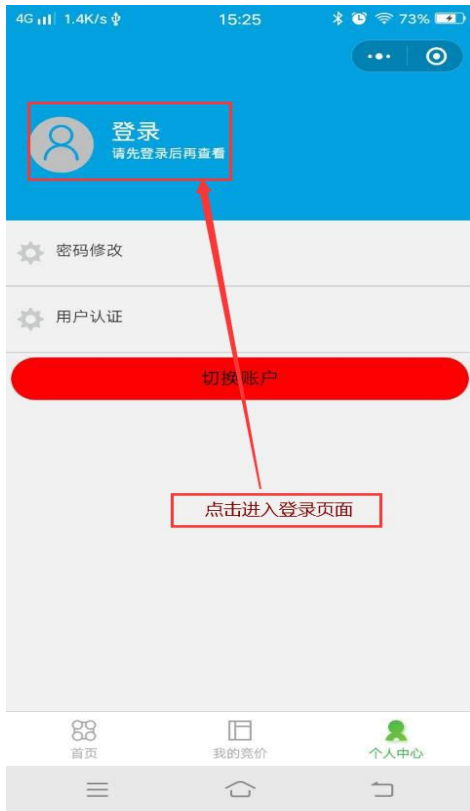 4G 1.4K/s 15:25 73%
登录
请先登录后再查看
密码修改
用户认证
切换账户
点击进入登录页面
首页 我的竞价 个人中心